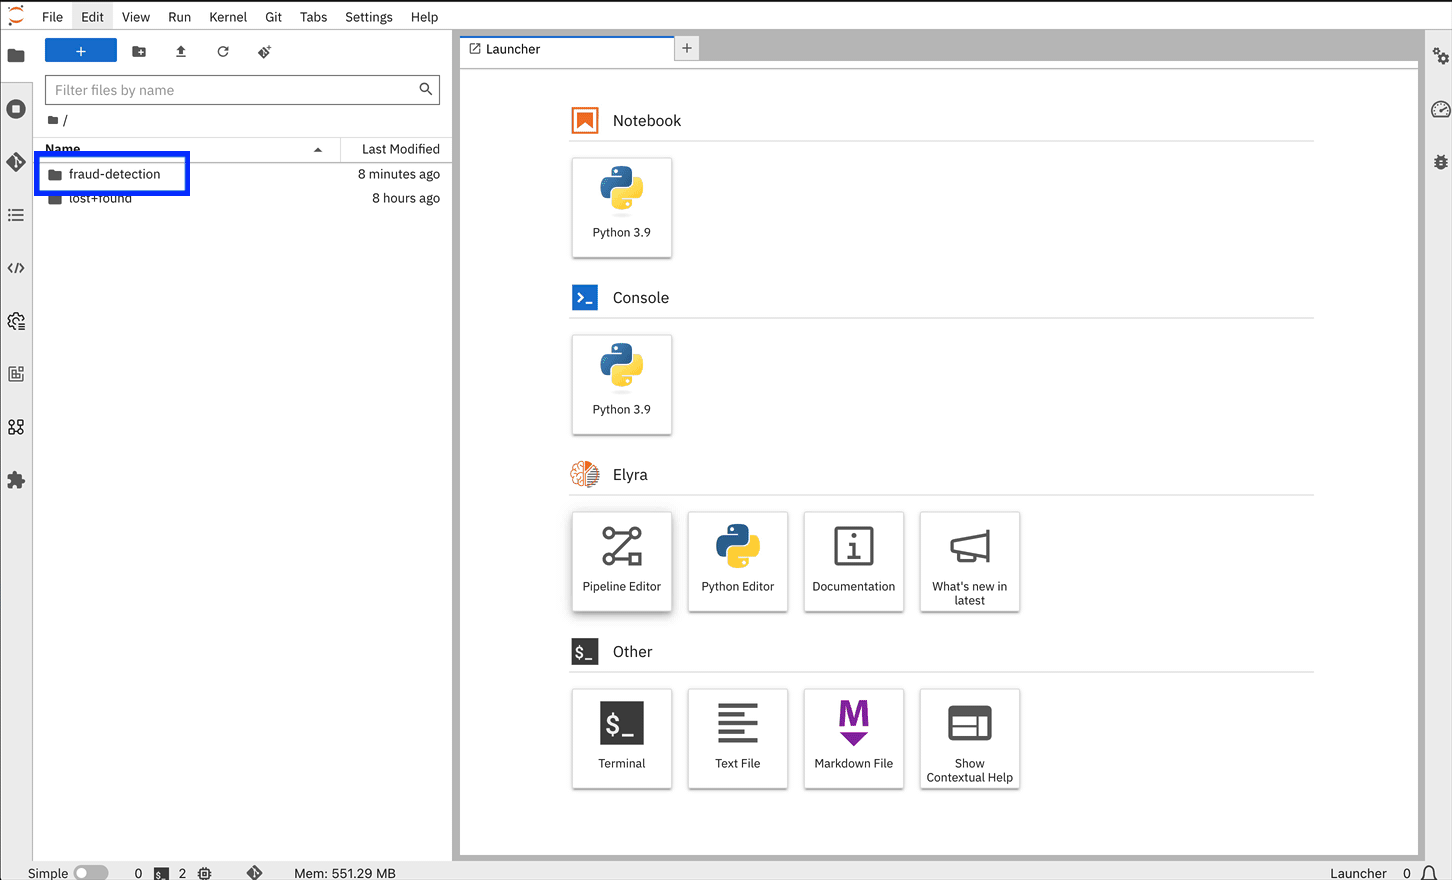 File Edit View Run Kernel Git Tabs Settings Help
+
Launcher +
Filter files by name
/
Name Last Modified
fraud-detection 8 minutes ago
lost+found 8 hours ago
Notebook
Python 3.9
Console
Python 3.9
Elyra
Pipeline Editor
Python Editor
Documentation
What's new in
latest
Other
$_
Terminal
Text File
Markdown File
Show
Contextual Help
Simple 0 $_ 2 Mem: 551.29 MB Launcher 0